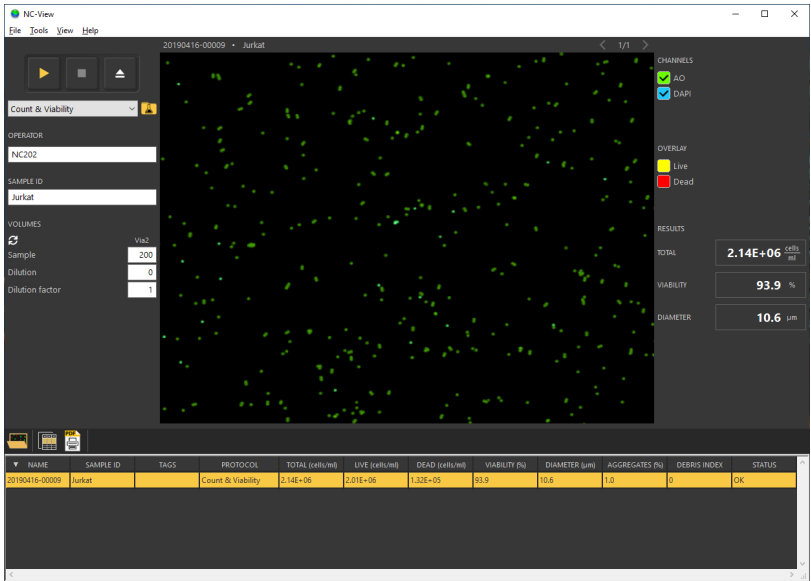 NC-View
File Tools View Help
20190416-00009 • Jurkat
1/1
Count & Viability
OPERATOR
NC202
SAMPLE ID
Jurkat
VOLUMES
Via2
Sample 200
Dilution 0
Dilution factor 1
CHANNELS
AO
DAPI
OVERLAY
Live
Dead
RESULTS
TOTAL 2.14E+06 cells
ml
VIABILITY 93.9 %
DIAMETER 10.6 µm
PDF
NAME SAMPLE ID TAGS PROTOCOL TOTAL (cells/ml) LIVE (cells/ml) DEAD (cells/ml) VIABILITY (%) DIAMETER (µm) AGGREGATES (%) DEBRIS INDEX STATUS
20190416-00009 Jurkat Count & Viability 2.14E+06 2.01E+06 1.32E+05 93.9 10.6 1.0 0 OK